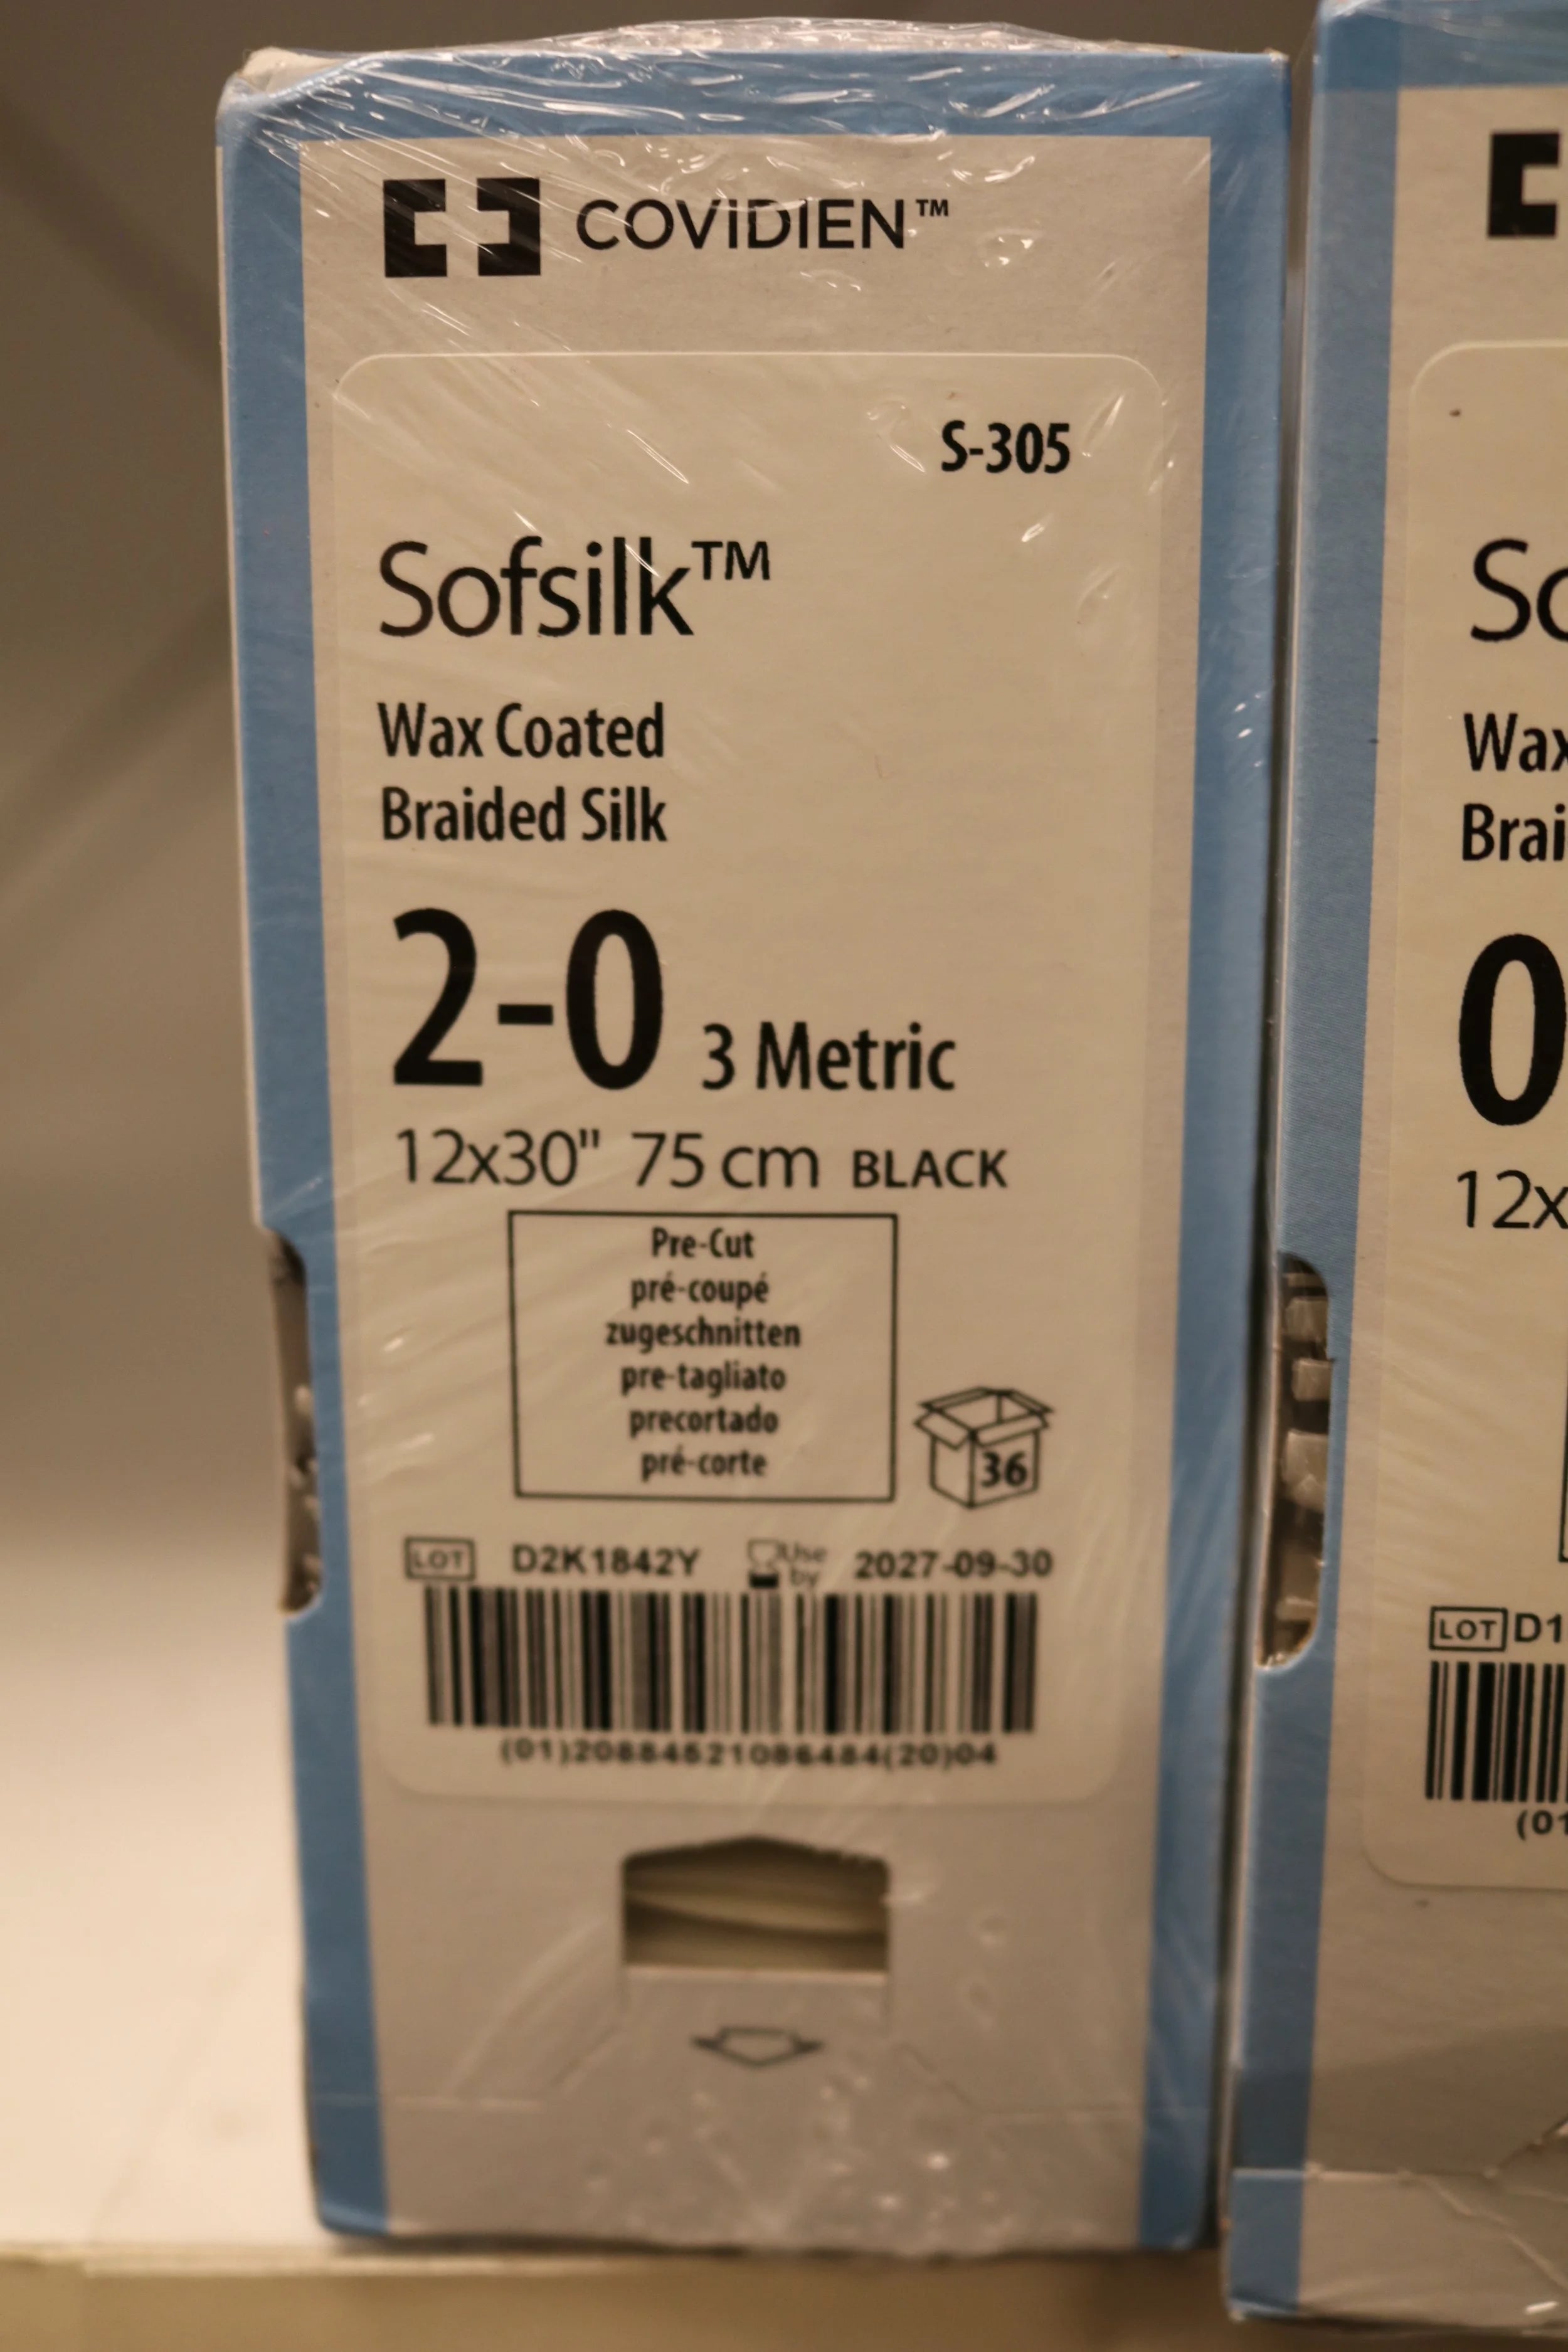 COVIDIEN™
S-305
Sofsilk™
Wax Coated
Braided Silk
2-0 3 Metric
12x30" 75 cm BLACK
Pre-Cut
pré-coupé
zugeschnitten
pre-tagliato
precortado
pré-corte
36
LOT D2K1842Y Use by 2027-09-30
(01)20884521086484(20)04
So
Wax
Brai
0
12x
LOT D1
(01